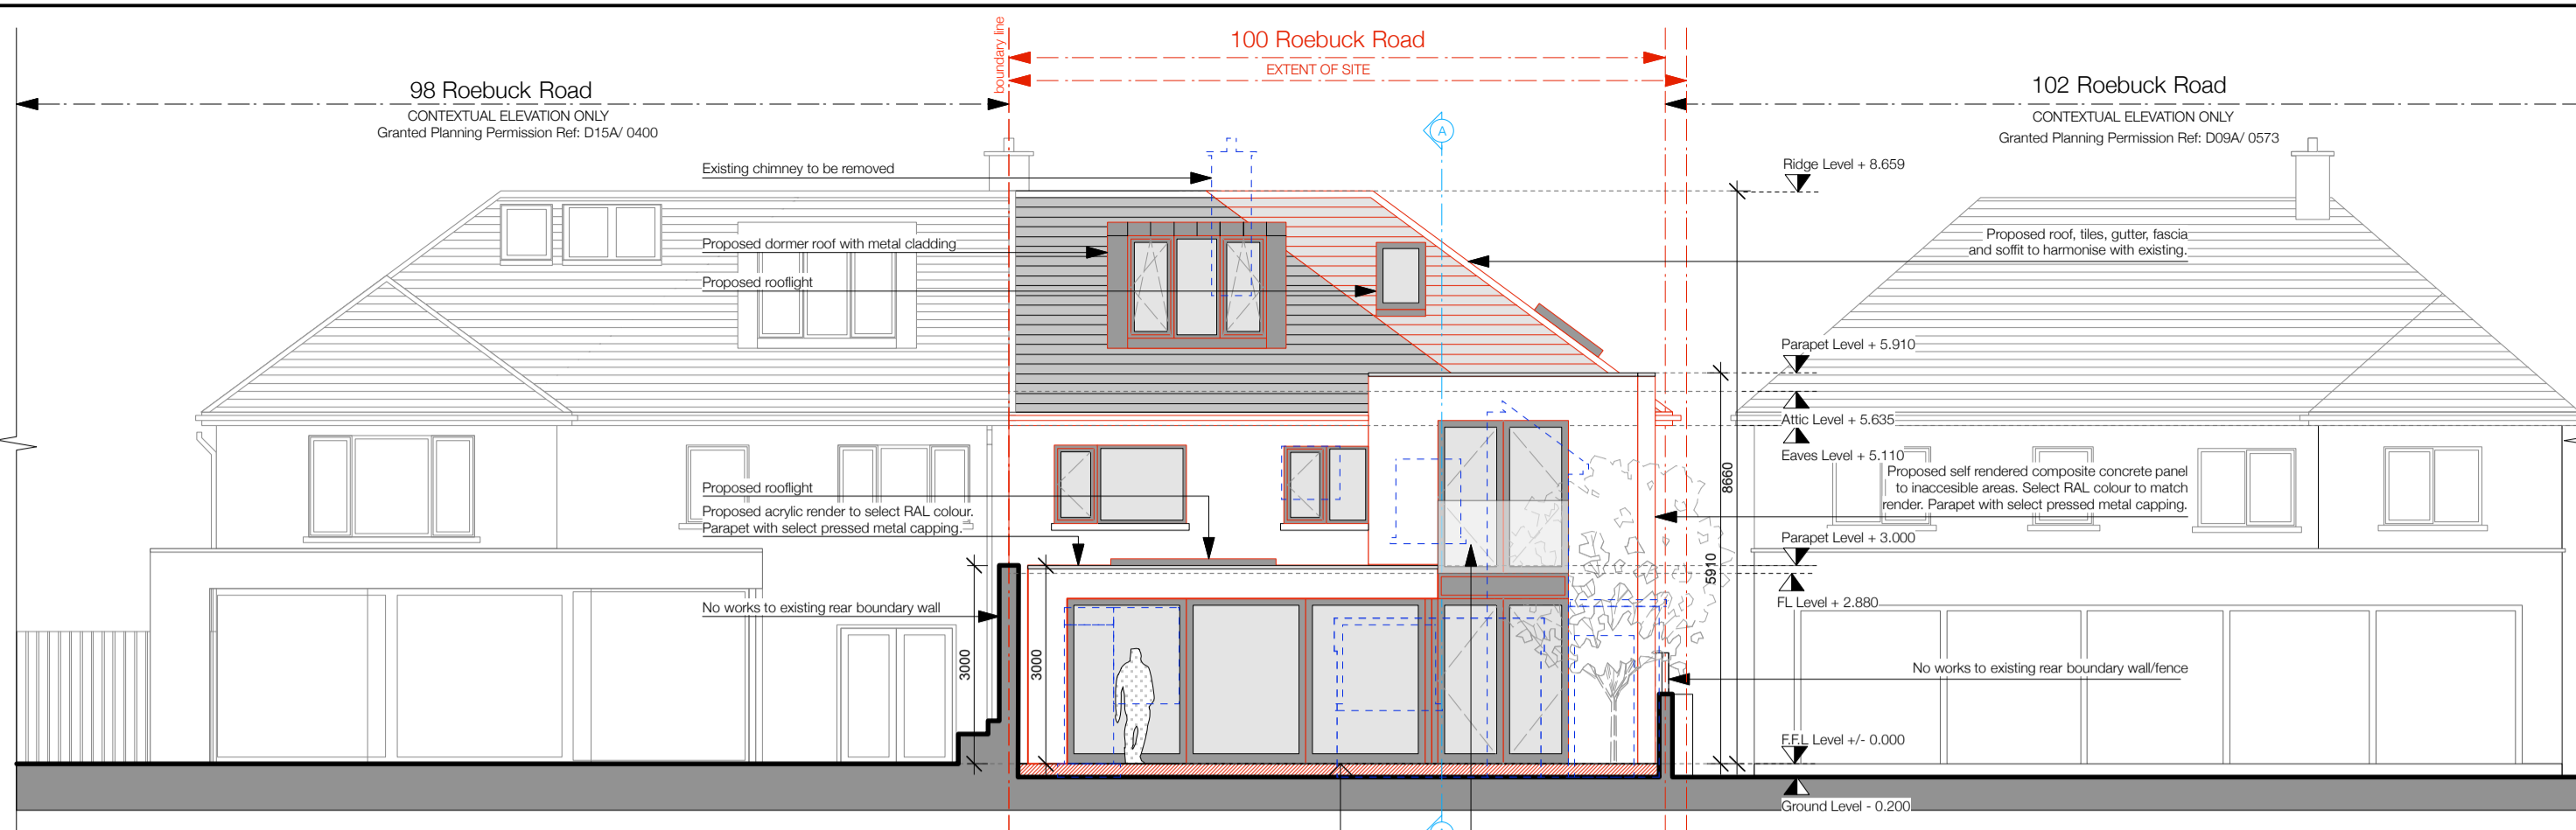 boundary line
100 Roebuck Road
EXTENT OF SITE
98 Roebuck Road
CONTEXTUAL ELEVATION ONLY
Granted Planning Permission Ref: D15A/ 0400
102 Roebuck Road
CONTEXTUAL ELEVATION ONLY
Granted Planning Permission Ref: D09A/ 0573
A
Existing chimney to be removed
Ridge Level + 8.659
Proposed dormer roof with metal cladding
Proposed rooflight
Proposed roof, tiles, gutter, fascia
and soffit to harmonise with existing.
Parapet Level + 5.910
Attic Level + 5.635
Eaves Level + 5.110
Proposed self rendered composite concrete panel
to inaccesible areas. Select RAL colour to match
render. Parapet with select pressed metal capping.
8660
Proposed rooflight
Proposed acrylic render to select RAL colour.
Parapet with select pressed metal capping.
Parapet Level + 3.000
5910
FL Level + 2.880
No works to existing rear boundary wall
3000
3000
No works to existing rear boundary wall/fence
F.F.L Level +/- 0.000
Ground Level - 0.200